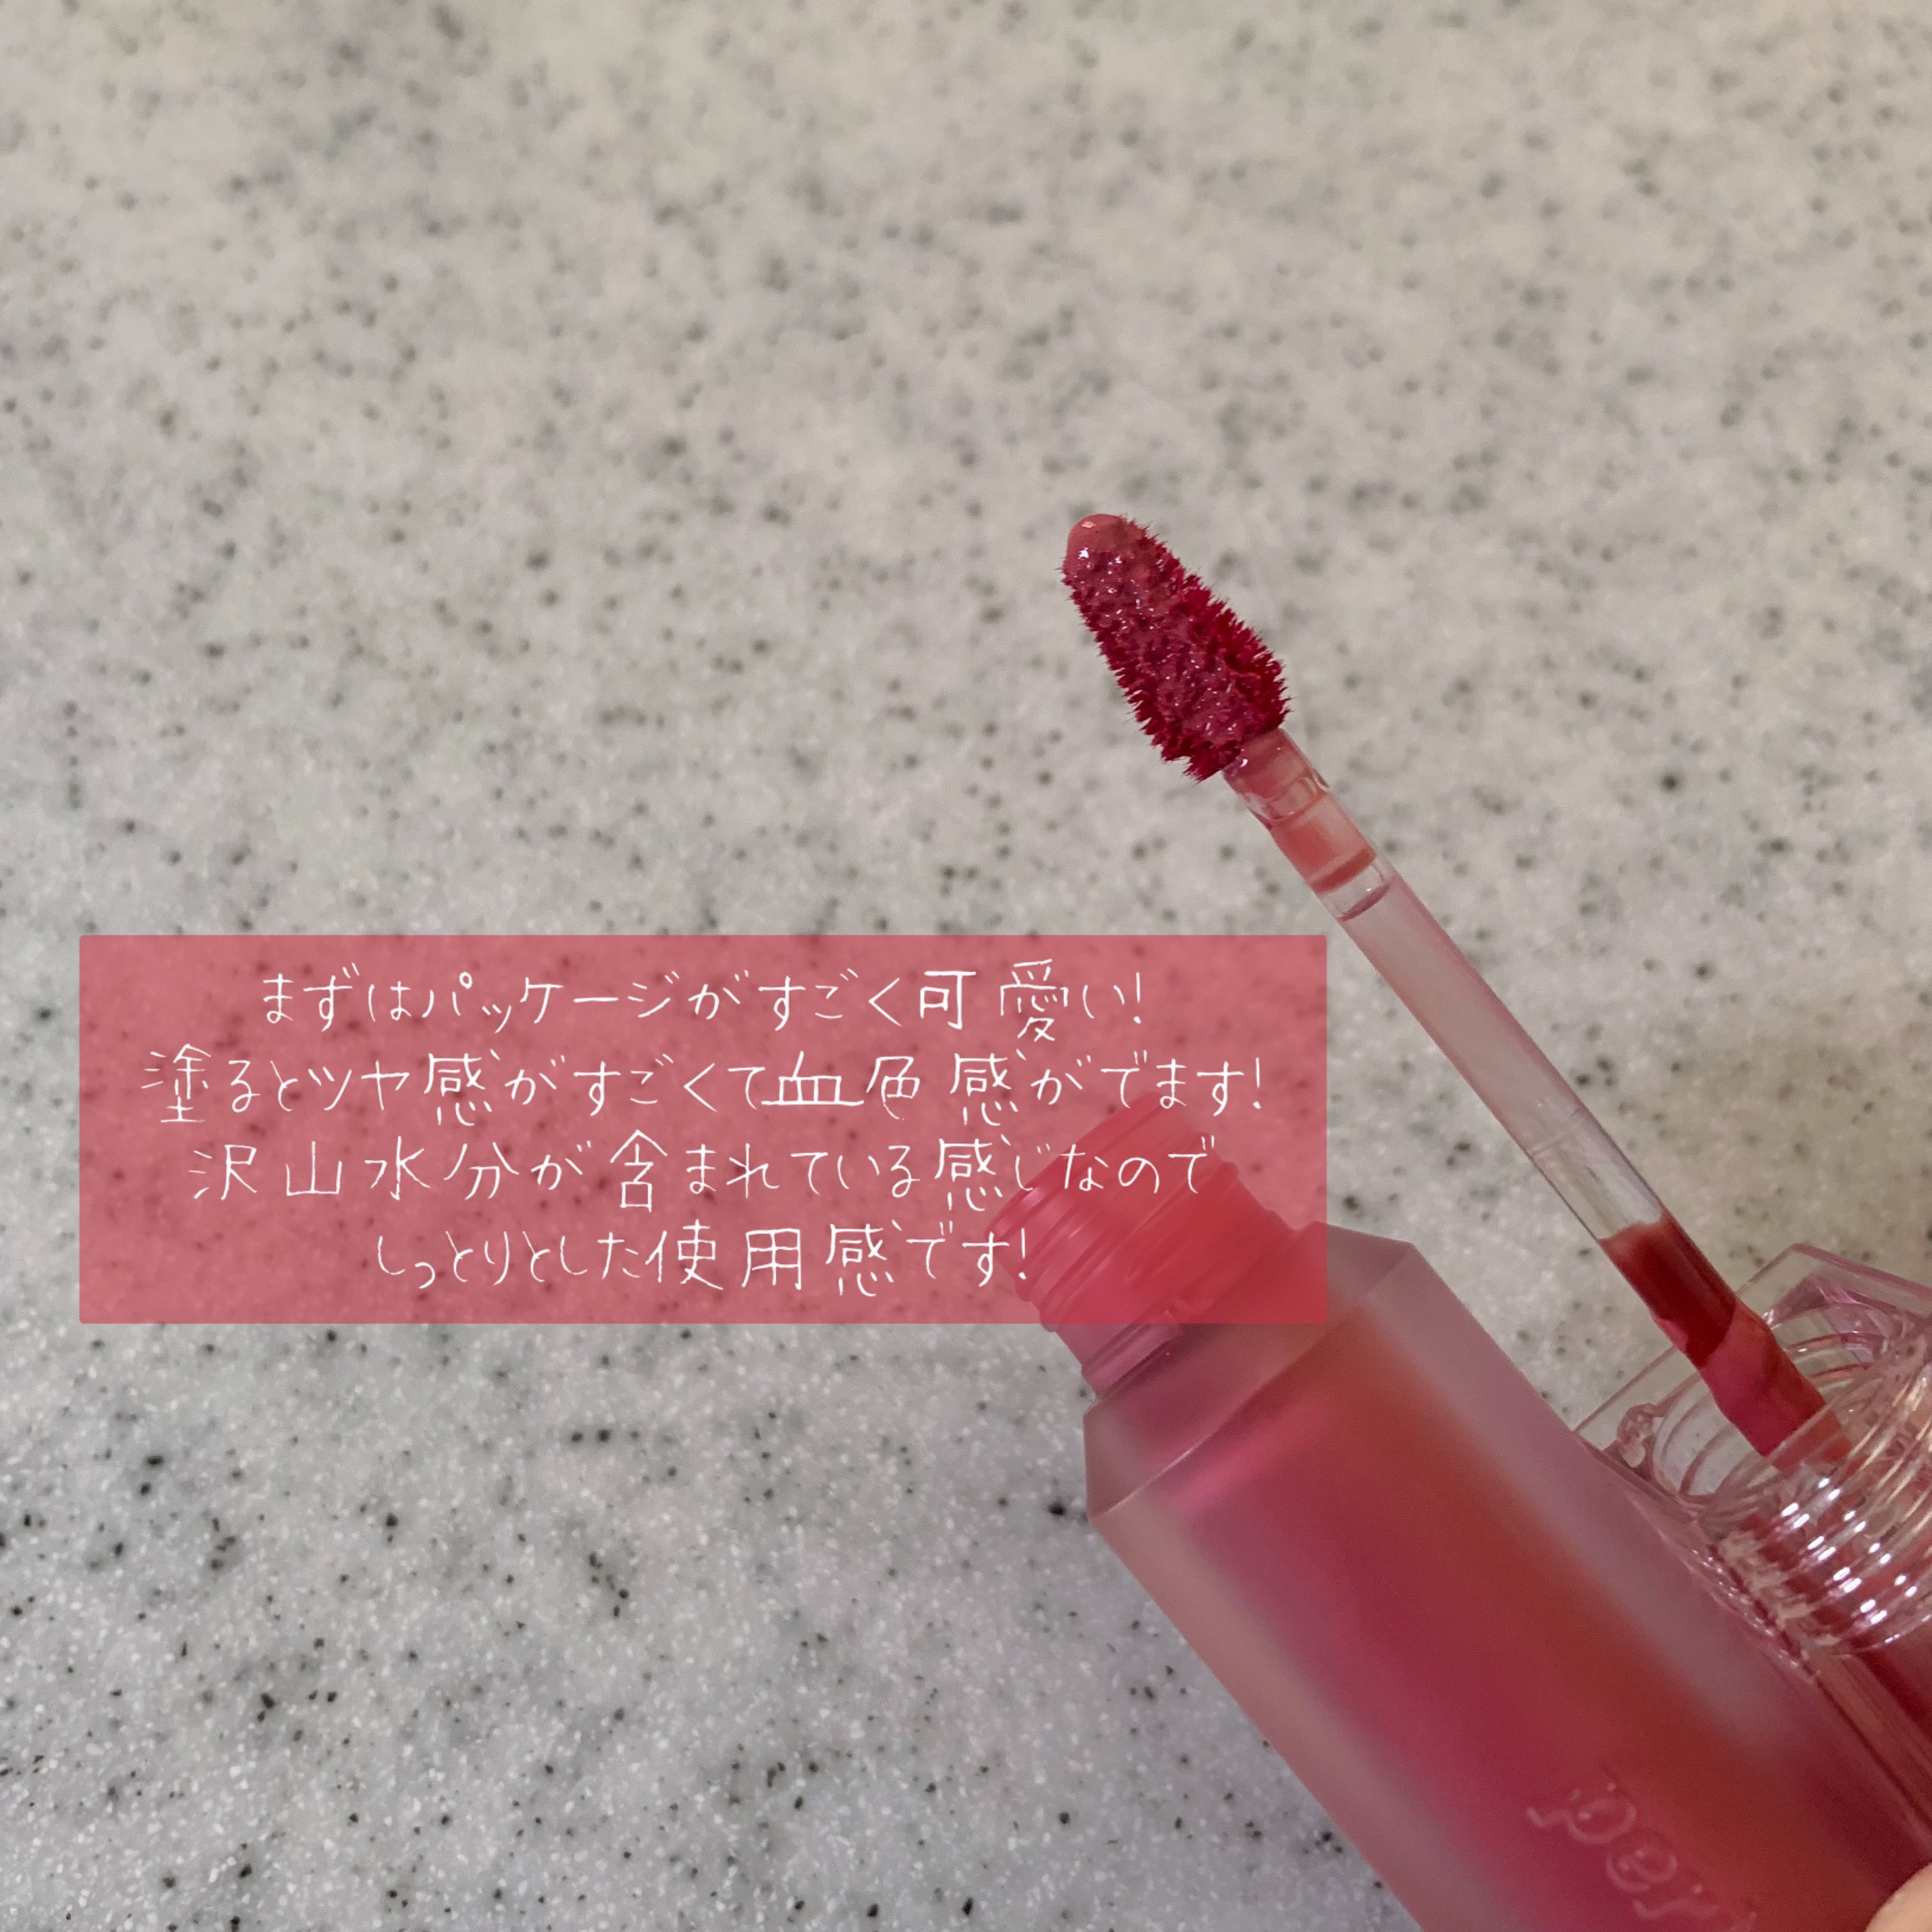 まずはパッケージがすごく可愛い!
塗るとツヤ感がすごくて血色感がでます!
沢山水分が含まれている感じなので
しっとりとした使用感です!
peri